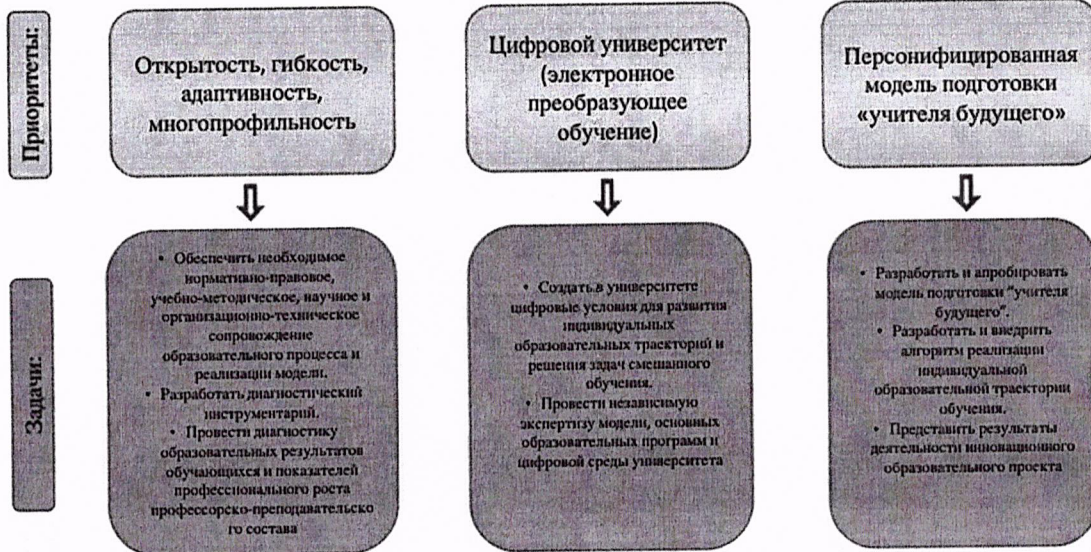 Приоритеты:
Открытость, гибкость,
адаптивность,
многопрофильность
Цифровой университет
(электронное
преобразующее
обучение)
Персонифицированная
модель подготовки
«учителя будущего»
Задачи:
• Обеспечить необходимое
нормативно-правовое,
учебно-методическое, научное и
организационно-техническое
сопровождение
образовательного процесса и
реализации модели.
• Разработать диагностический
инструментарий.
• Провести диагностику
образовательных результатов
обучающихся и показателей
профессионального роста
профессорско-преподавательско
го состава
• Создать в университете
цифровые условия для развития
индивидуальных
образовательных траекторий и
решения задач смешанного
обучения.
• Провести независимую
экспертизу модели, основных
образовательных программ и
цифровой среды университета
• Разработать и апробировать
модель подготовки "учителя
будущего".
• Разработать и внедрить
алгоритм реализации
индивидуальной
образовательной траектории
обучения.
• Представить результаты
деятельности инновационного
образовательного проекта